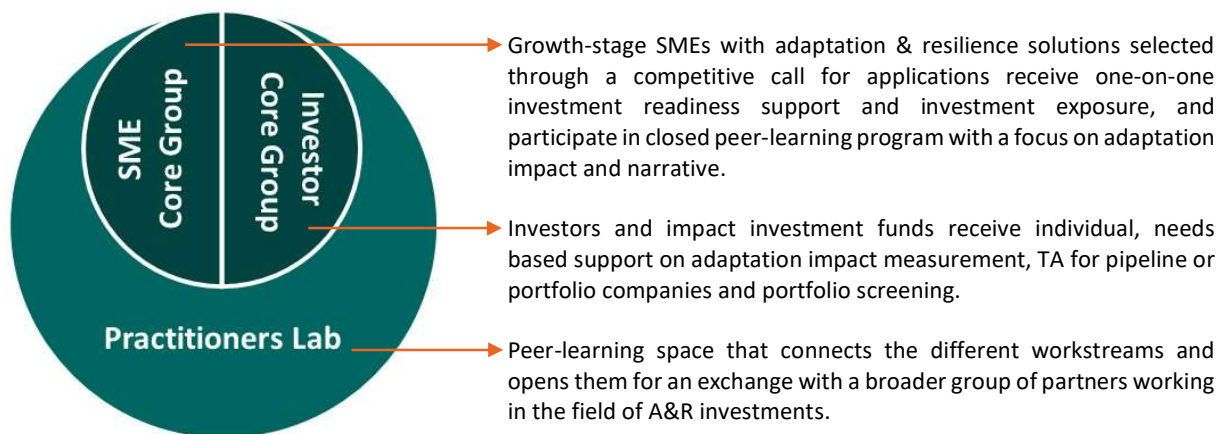 SME
Core Group
Investor
Core Group
Practitioners Lab
Growth-stage SMEs with adaptation & resilience solutions selected
through a competitive call for applications receive one-on-one
investment readiness support and investment exposure, and
participate in closed peer-learning program with a focus on adaptation
impact and narrative.
Investors and impact investment funds receive individual, needs
based support on adaptation impact measurement, TA for pipeline or
portfolio companies and portfolio screening.
Peer-learning space that connects the different workstreams and
opens them for an exchange with a broader group of partners working
in the field of A&R investments.